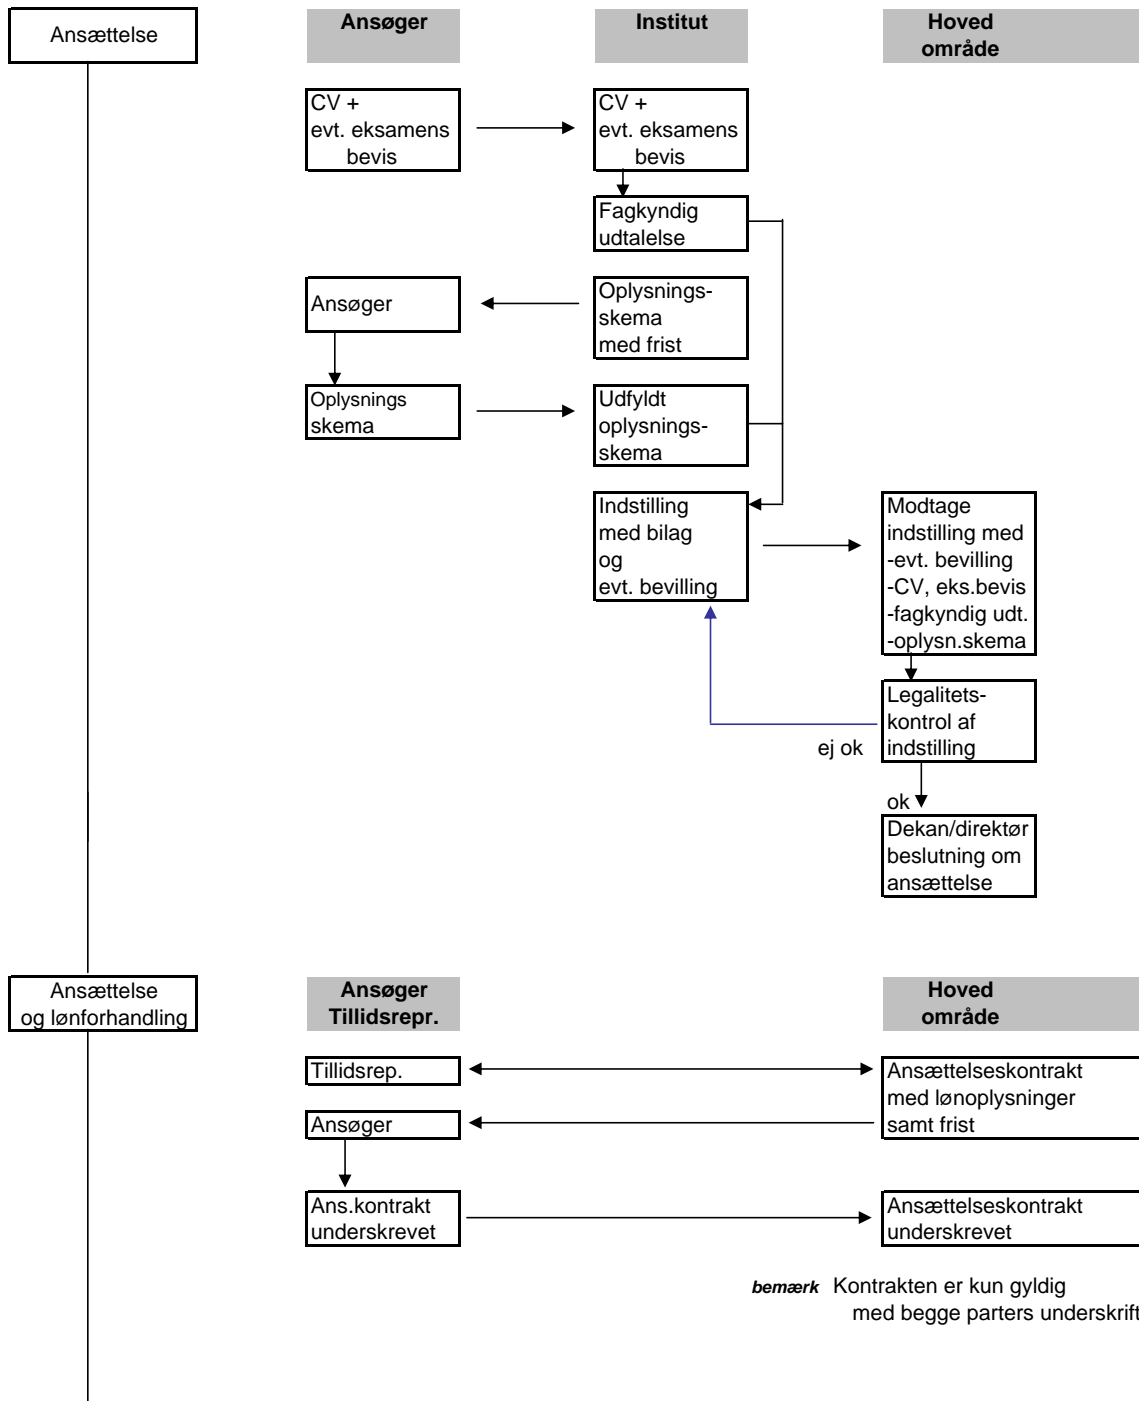 Ansættelse
Ansøger
Institut
Hoved
område
CV +
evt. eksamens
bevis
CV +
evt. eksamens
bevis
Fagkyndig
udtalelse
Ansøger
Oplysnings-
skema
med frist
Oplysnings
skema
Udfyldt
oplysnings-
skema
Indstilling
med bilag
og
evt. bevilling
Modtage
indstilling med
-evt. bevilling
-CV, eks.bevis
-fagkyndig udt.
-oplysn.skema
Legalitets-
kontrol af
indstilling
ej ok
ok
Dekan/direktør
beslutning om
ansættelse
Ansættelse
og lønforhandling
Ansøger
Tillidsrepr.
Hoved
område
Tillidsrep.
Ansættelseskontrakt
med lønoplysninger
samt frist
Ansøger
Ans.kontrakt
underskrevet
Ansættelseskontrakt
underskrevet
bemærk Kontrakten er kun gyldig
med begge parters underskrift